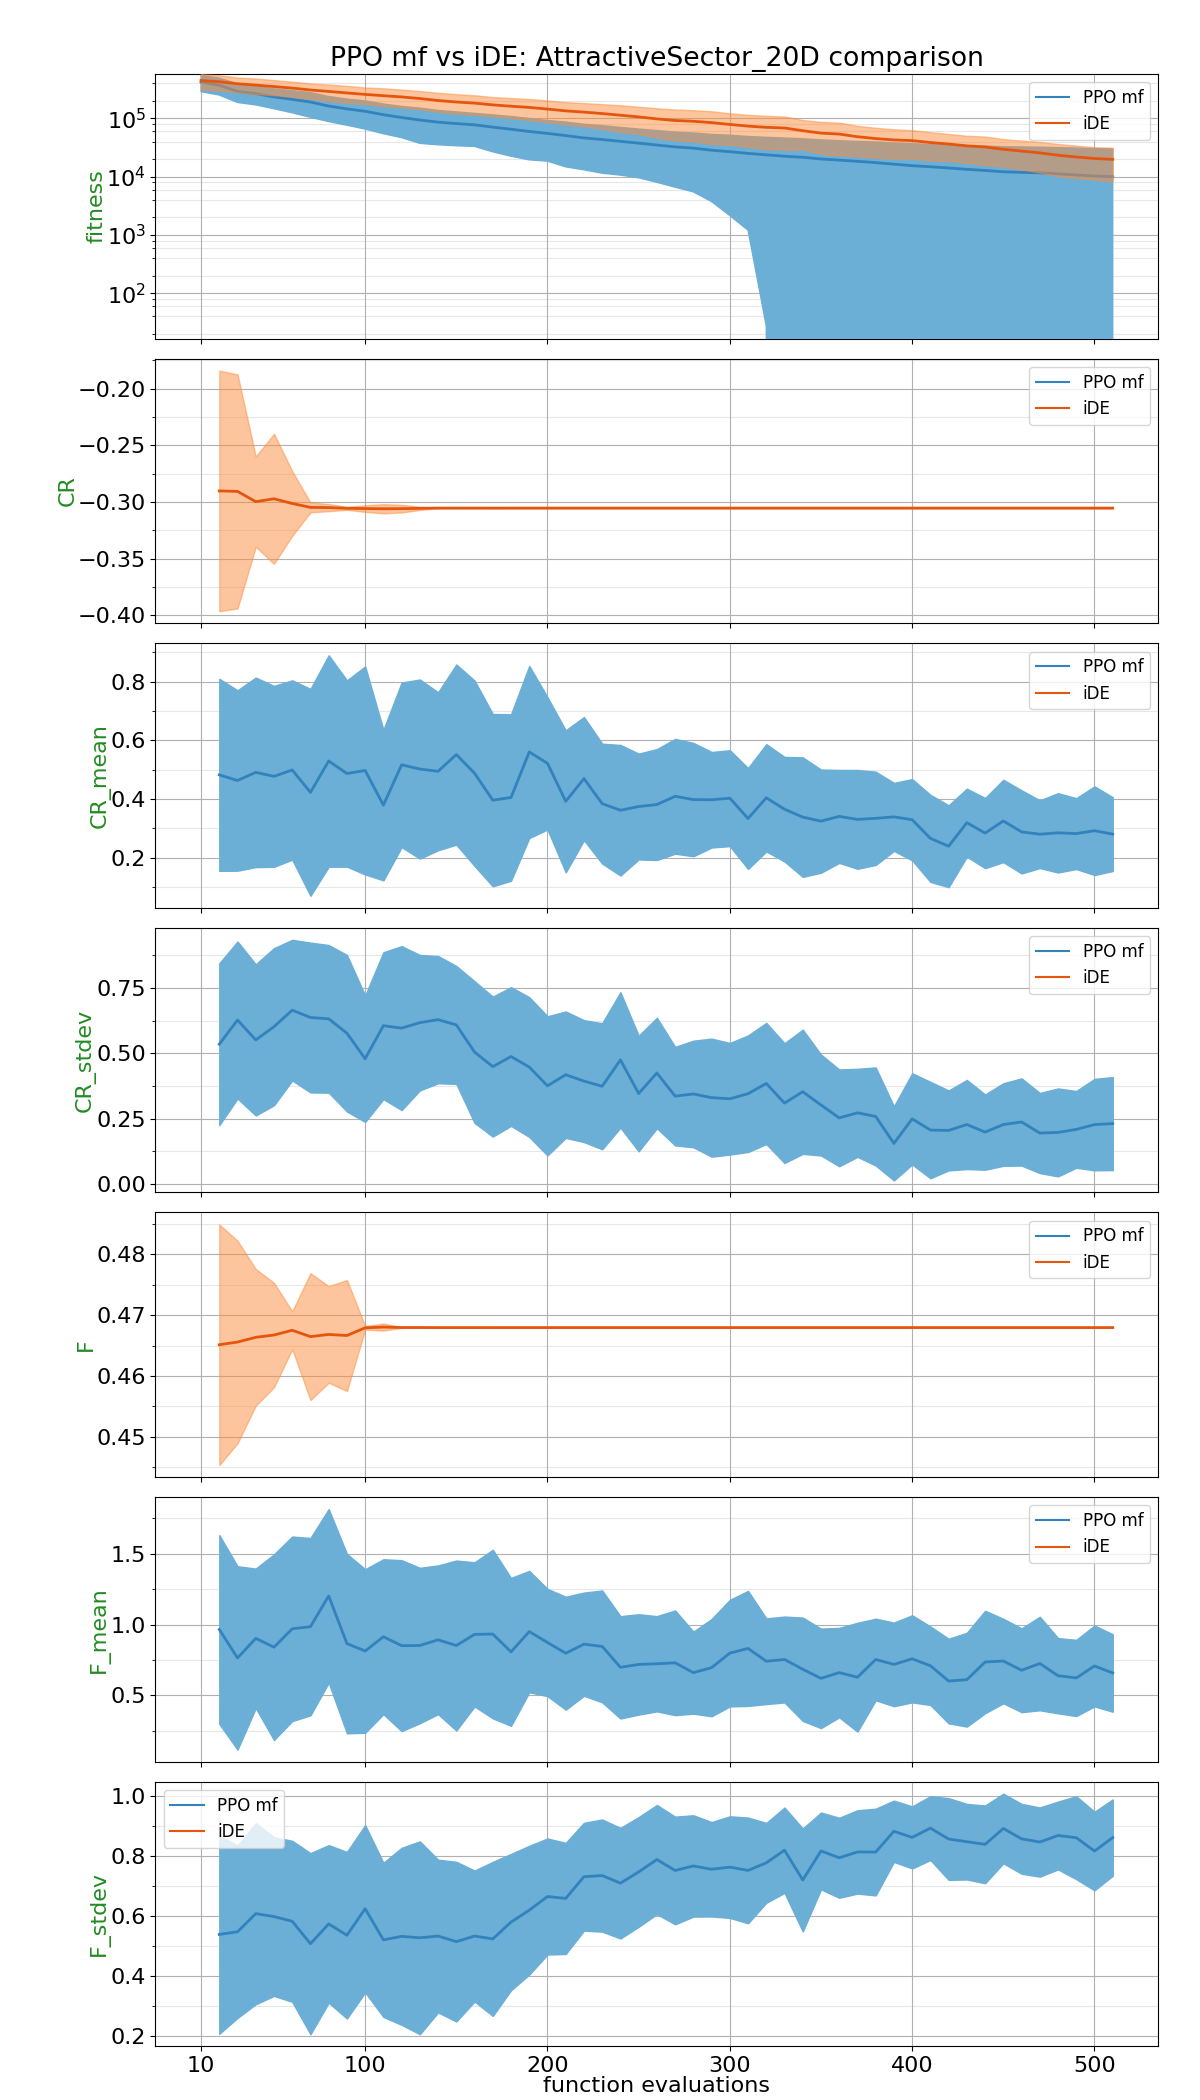 PPO mf vs iDE: AttractiveSector_20D comparison
fitness
10^5
10^4
10^3
10^2
PPO mf
iDE
CR
−0.20
−0.25
−0.30
−0.35
−0.40
PPO mf
iDE
CR_mean
0.8
0.6
0.4
0.2
PPO mf
iDE
CR_stdev
0.75
0.50
0.25
0.00
PPO mf
iDE
F
0.48
0.47
0.46
0.45
PPO mf
iDE
F_mean
1.5
1.0
0.5
PPO mf
iDE
F_stdev
1.0
0.8
0.6
0.4
0.2
PPO mf
iDE
10 100 200 300 400 500
function evaluations